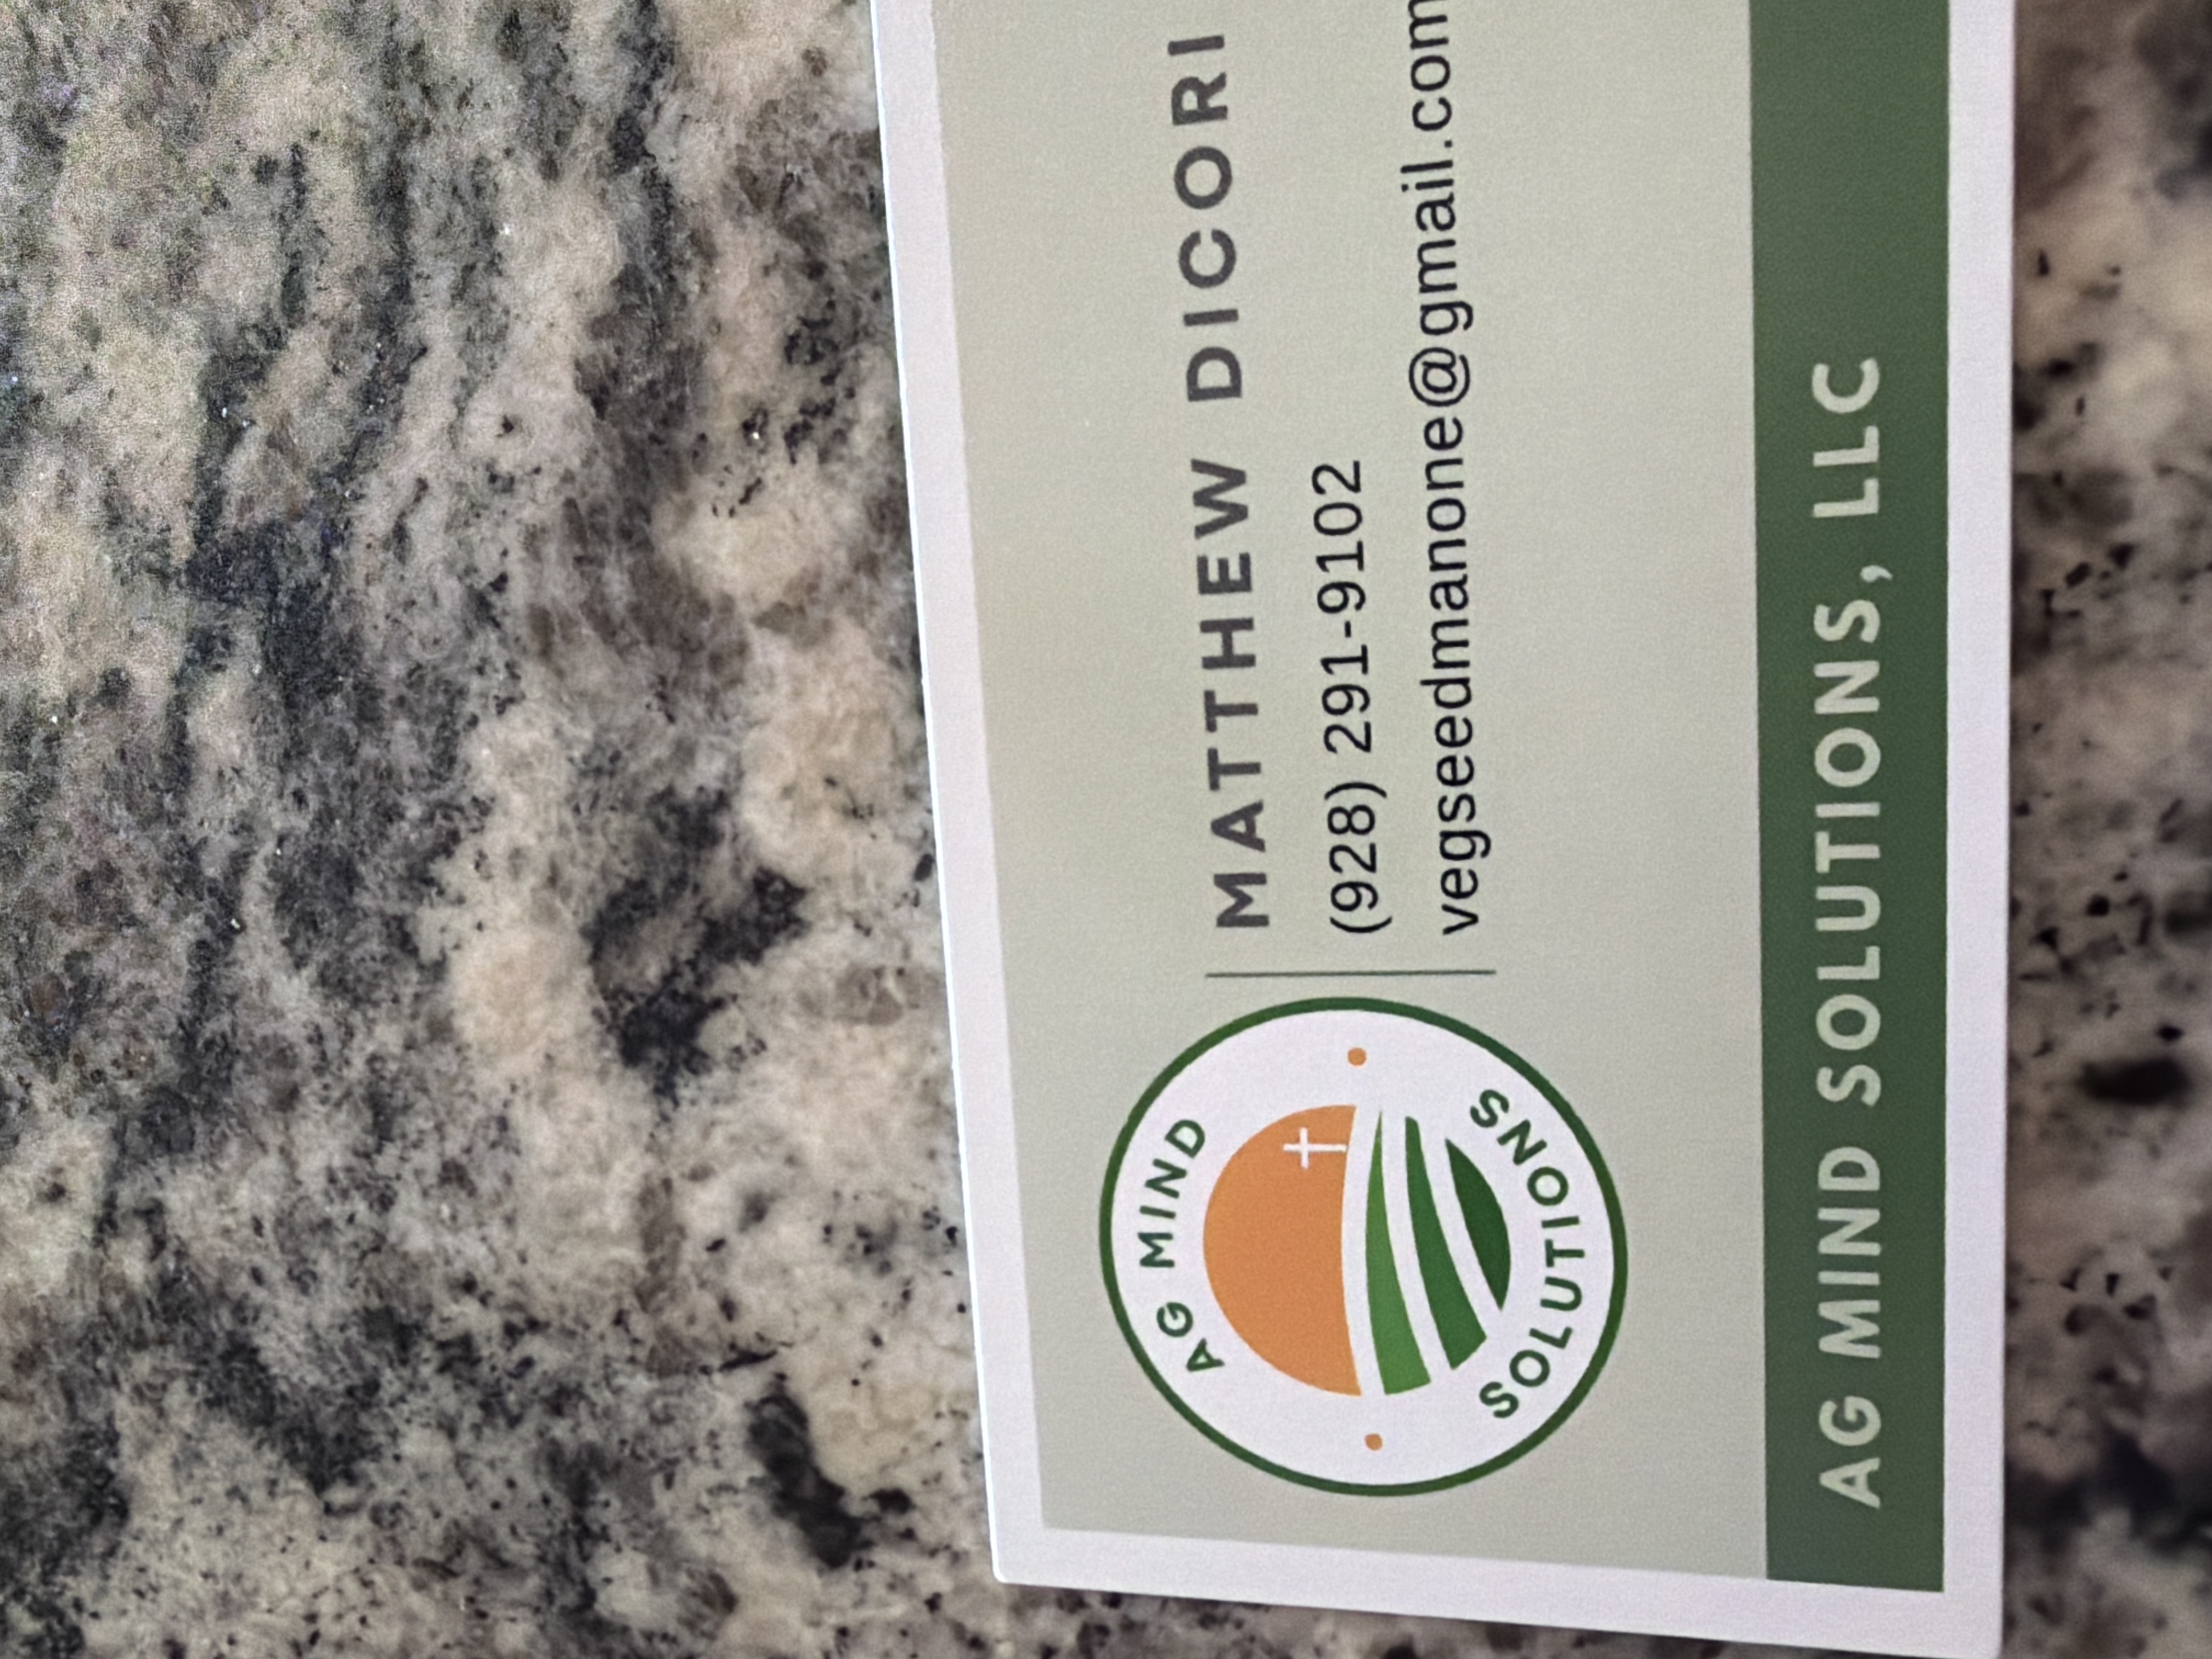 AG MIND
SOLUTIONS
MATTHEW DICORI
(928) 291-9102
vegseedmanone@gmail.com
AG MIND SOLUTIONS, LLC